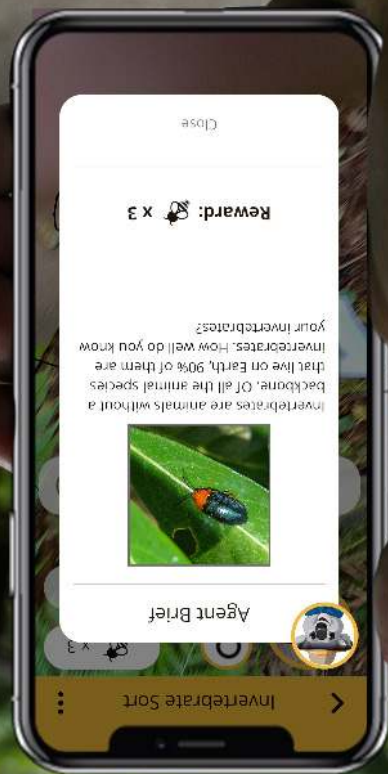 Invertebrate Sort
x 3
Agent Brief
Invertebrates are animals without a
backbone. Of all the animal species
that live on Earth, 90% of them are
invertebrates. How well do you know
your invertebrates?
Reward: x 3
Close